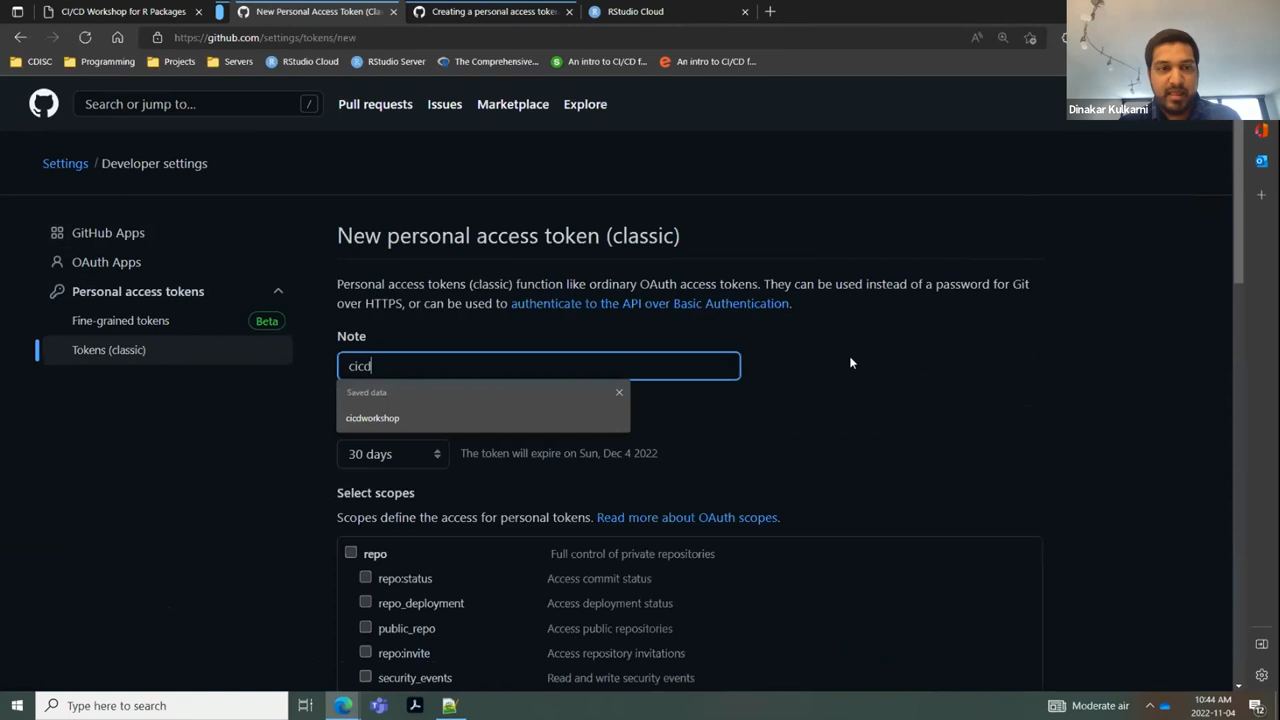 CI/CD Workshop for R Packages
New Personal Access Token (Clas
Creating a personal access token
RStudio Cloud
https://github.com/settings/tokens/new
CDISC
Programming
Projects
Servers
RStudio Cloud
RStudio Server
The Comprehensive...
An intro to CI/CD f...
An intro to CI/CD f...
Dinakar Kulkarni
Search or jump to...
/
Pull requests
Issues
Marketplace
Explore
Settings / Developer settings
GitHub Apps
OAuth Apps
Personal access tokens
Fine-grained tokens
Beta
Tokens (classic)
New personal access token (classic)
Personal access tokens (classic) function like ordinary OAuth access tokens. They can be used instead of a password for Git
over HTTPS, or can be used to authenticate to the API over Basic Authentication.
Note
cicd
Saved data
cicdworkshop
30 days
The token will expire on Sun, Dec 4 2022
Select scopes
Scopes define the access for personal tokens. Read more about OAuth scopes.
repo
Full control of private repositories
repo:status
Access commit status
repo_deployment
Access deployment status
public_repo
Access public repositories
repo:invite
Access repository invitations
security_events
Read and write security events
Type here to search
Moderate air
10:44 AM
2022-11-04
12